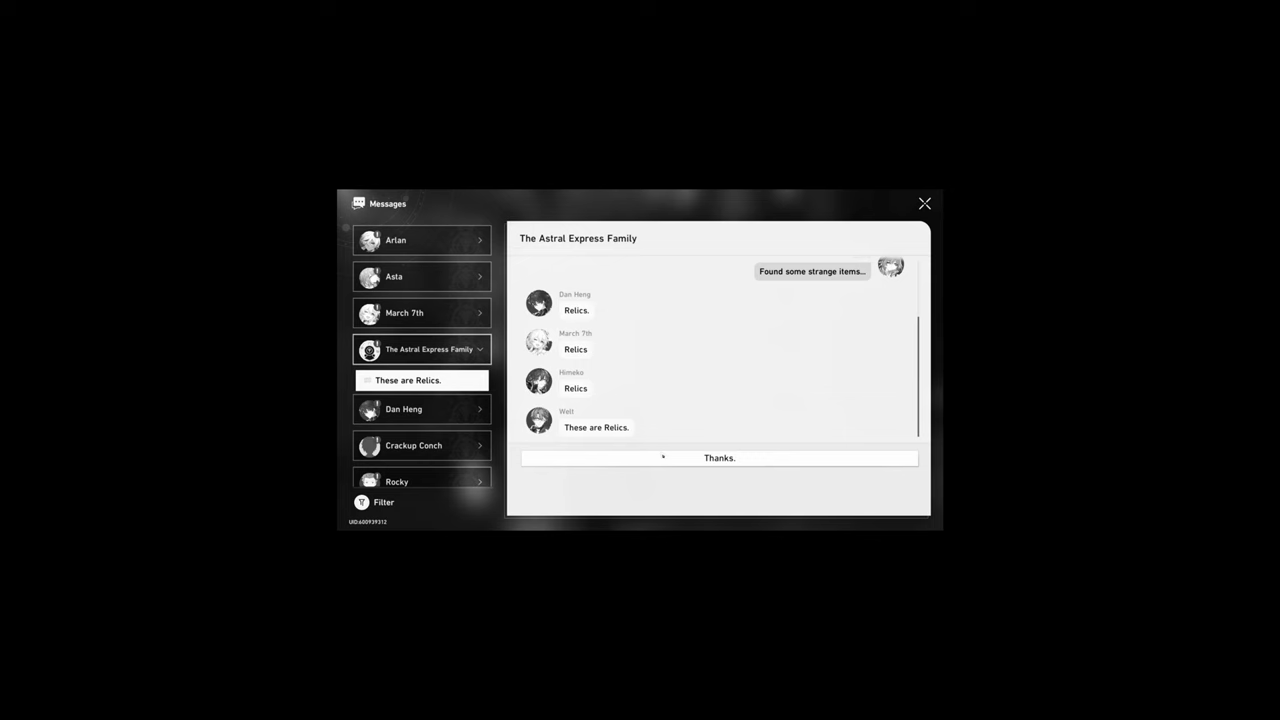 Messages
Arlan
Asta
March 7th
The Astral Express Family
These are Relics.
Dan Heng
Crackup Conch
Rocky
Filter
UID:600939312
The Astral Express Family
Found some strange items...
Dan Heng
Relics.
March 7th
Relics
Himeko
Relics
Welt
These are Relics.
Thanks.